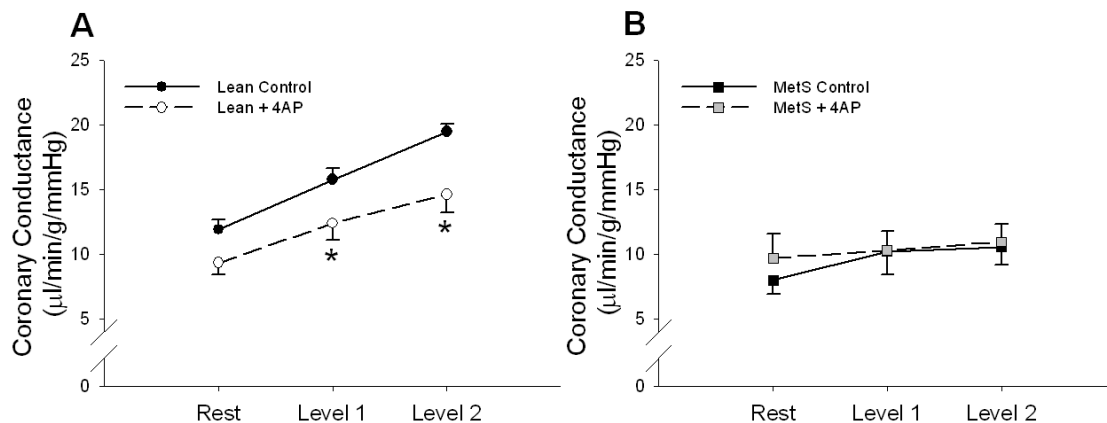 A
25
20
15
10
5
0
Coronary Conductance
(µl/min/g/mmHg)
Lean Control
Lean + 4AP
*
*
Rest Level 1 Level 2
B
25
20
15
10
5
0
Coronary Conductance
(µl/min/g/mmHg)
MetS Control
MetS + 4AP
Rest Level 1 Level 2